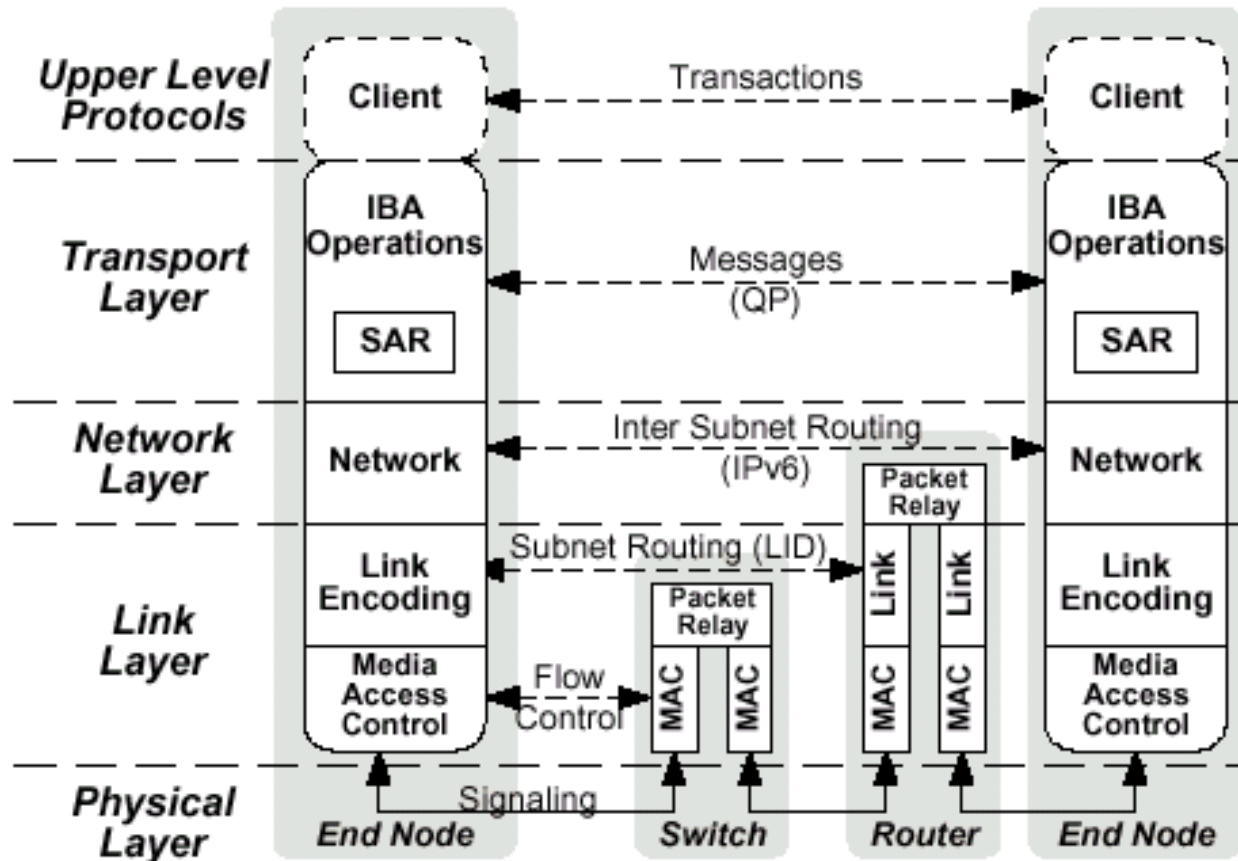 Upper Level
Protocols
Client
Transactions
Client
Transport
Layer
IBA
Operations
SAR
Messages
(QP)
IBA
Operations
SAR
Network
Layer
Network
Inter Subnet Routing
(IPv6)
Packet
Relay
Network
Link
Layer
Link
Encoding
Subnet Routing (LID)
Packet
Relay
Link
Link
Link
Encoding
Media
Access
Control
Flow
Control
MAC
MAC
MAC
MAC
Media
Access
Control
Physical
Layer
Signaling
End Node
Switch
Router
End Node